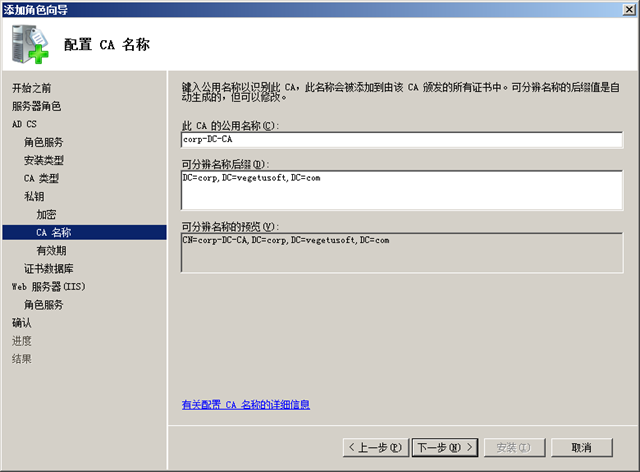 添加角色向导
配置 CA 名称
开始之前
服务器角色
AD CS
角色服务
安装类型
CA 类型
私钥
加密
CA 名称
有效期
证书数据库
Web 服务器(IIS)
角色服务
确认
进度
结果
键入公用名称以识别此 CA，此名称会被添加到由该 CA 颁发的所有证书中。可分辨名称的后缀值是自
动生成的，但可以修改。
此 CA 的公用名称(C):
corp-DC-CA
可分辨名称后缀(D):
DC=corp,DC=vegetusoft,DC=com
可分辨名称的预览(V):
CN=corp-DC-CA,DC=corp,DC=vegetusoft,DC=com
有关配置 CA 名称的详细信息
< 上一步(P) 下一步(N) > 安装(I) 取消